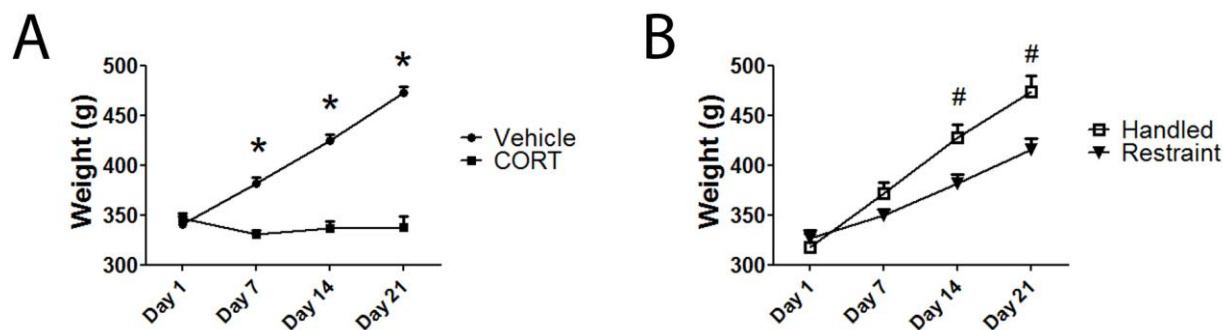 A
Weight (g)
500
450
400
350
300
*
*
*
Day 1
Day 7
Day 14
Day 21
Vehicle
CORT
B
Weight (g)
500
450
400
350
300
#
#
Day 1
Day 7
Day 14
Day 21
Handled
Restraint